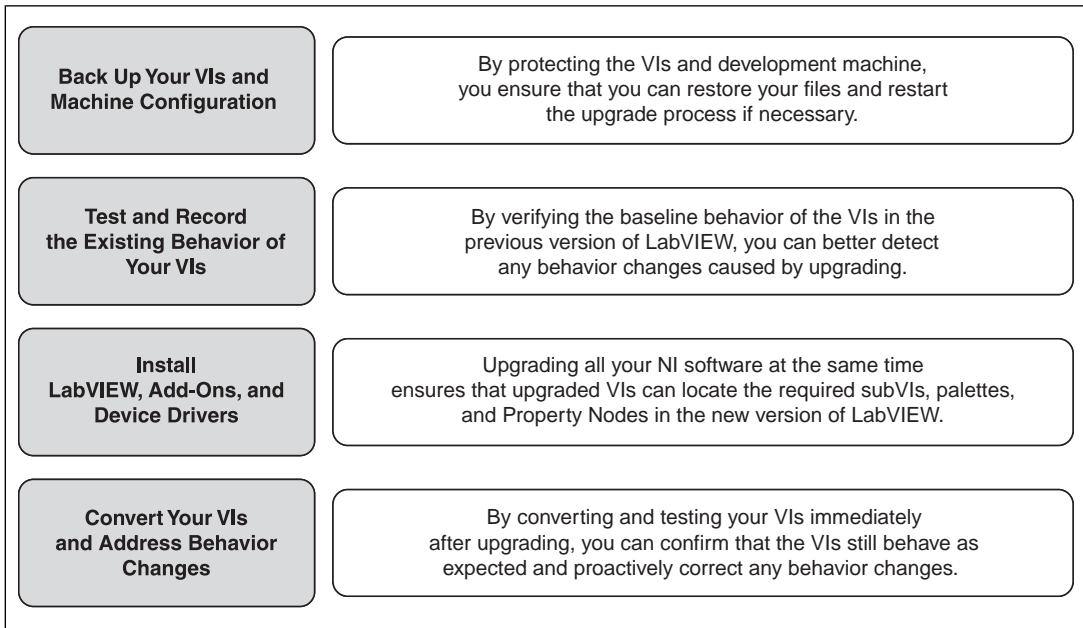 Back Up Your VIs and
Machine Configuration
By protecting the VIs and development machine,
you ensure that you can restore your files and restart
the upgrade process if necessary.
Test and Record
the Existing Behavior of
Your VIs
By verifying the baseline behavior of the VIs in the
previous version of LabVIEW, you can better detect
any behavior changes caused by upgrading.
Install
LabVIEW, Add-Ons, and
Device Drivers
Upgrading all your NI software at the same time
ensures that upgraded VIs can locate the required subVIs, palettes,
and Property Nodes in the new version of LabVIEW.
Convert Your VIs
and Address Behavior
Changes
By converting and testing your VIs immediately
after upgrading, you can confirm that the VIs still behave as
expected and proactively correct any behavior changes.